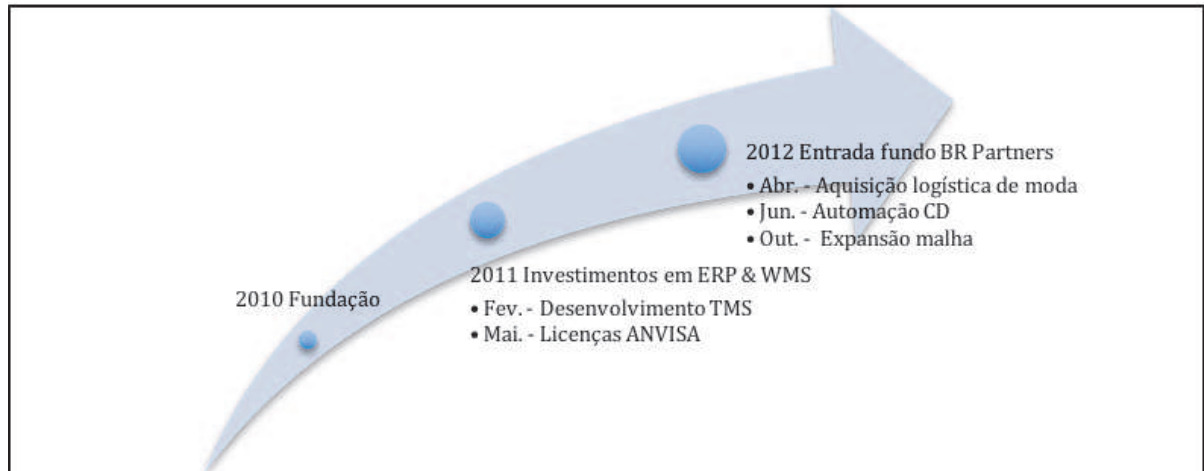 2010 Fundação
2011 Investimentos em ERP & WMS
• Fev. - Desenvolvimento TMS
• Mai. - Licenças ANVISA
2012 Entrada fundo BR Partners
• Abr. - Aquisição logística de moda
• Jun. - Automação CD
• Out. - Expansão malha